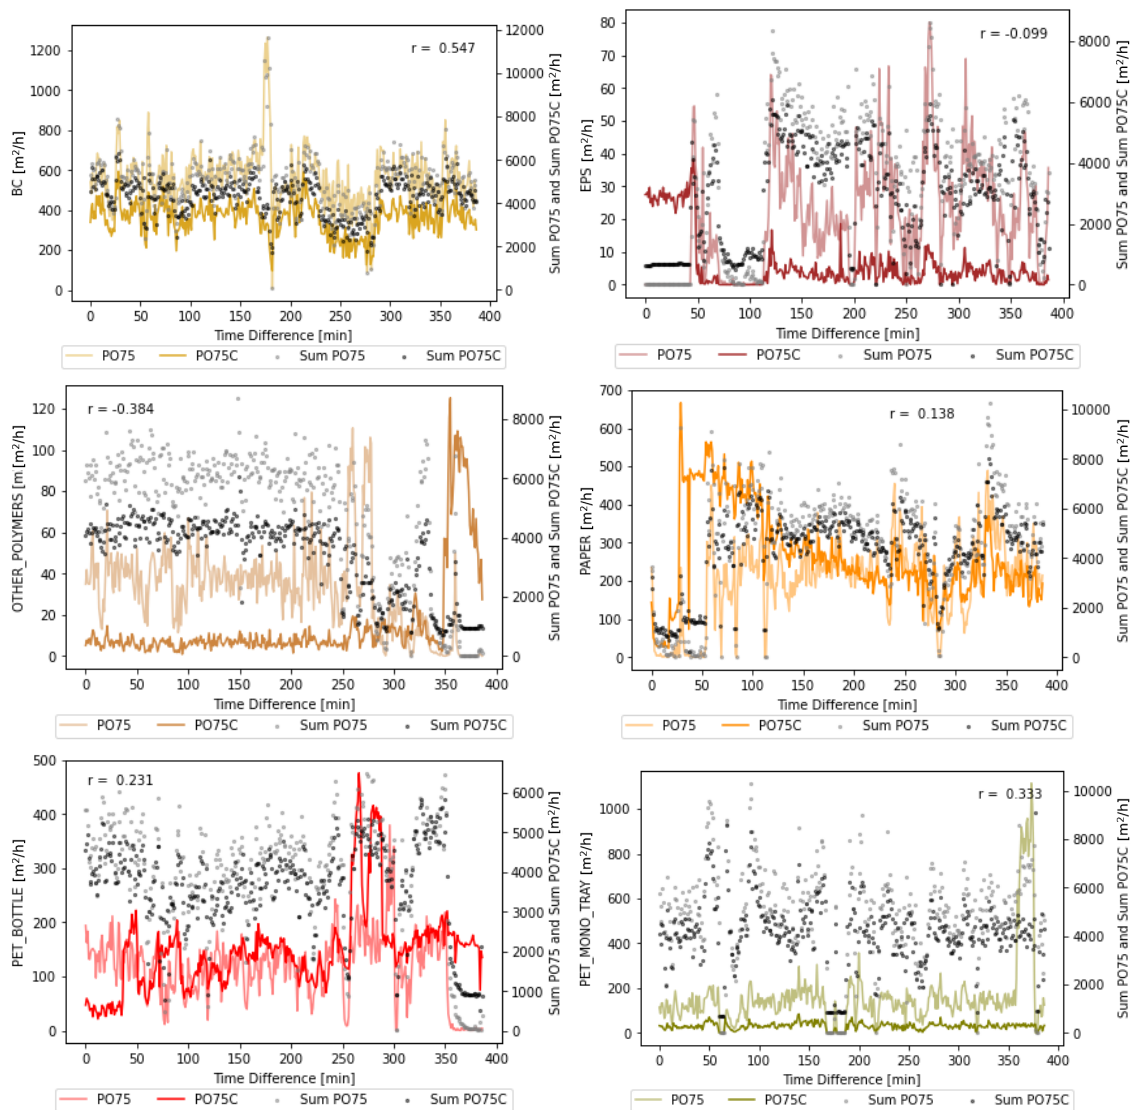 r = 0.547
BC [m²/h]
1200
1000
800
600
400
200
0
12000
10000
8000
6000
4000
2000
0
Sum PO75 and Sum PO75C [m²/h]
0 50 100 150 200 250 300 350 400
Time Difference [min]
PO75 PO75C Sum PO75 Sum PO75C
r = -0.099
EPS [m²/h]
80
70
60
50
40
30
20
10
0
8000
6000
4000
2000
0
Sum PO75 and Sum PO75C [m²/h]
0 50 100 150 200 250 300 350 400
Time Difference [min]
PO75 PO75C Sum PO75 Sum PO75C
r = -0.384
OTHER_POLYMERS [m²/h]
120
100
80
60
40
20
0
8000
6000
4000
2000
0
Sum PO75 and Sum PO75C [m²/h]
0 50 100 150 200 250 300 350 400
Time Difference [min]
PO75 PO75C Sum PO75 Sum PO75C
r = 0.138
PAPER [m²/h]
700
600
500
400
300
200
100
0
10000
8000
6000
4000
2000
0
Sum PO75 and Sum PO75C [m²/h]
0 50 100 150 200 250 300 350 400
Time Difference [min]
PO75 PO75C Sum PO75 Sum PO75C
r = 0.231
PET_BOTTLE [m²/h]
500
400
300
200
100
0
6000
5000
4000
3000
2000
1000
0
Sum PO75 and Sum PO75C [m²/h]
0 50 100 150 200 250 300 350 400
Time Difference [min]
PO75 PO75C Sum PO75 Sum PO75C
r = 0.333
PET_MONO_TRAY [m²/h]
1000
800
600
400
200
0
10000
8000
6000
4000
2000
0
Sum PO75 and Sum PO75C [m²/h]
0 50 100 150 200 250 300 350 400
Time Difference [min]
PO75 PO75C Sum PO75 Sum PO75C